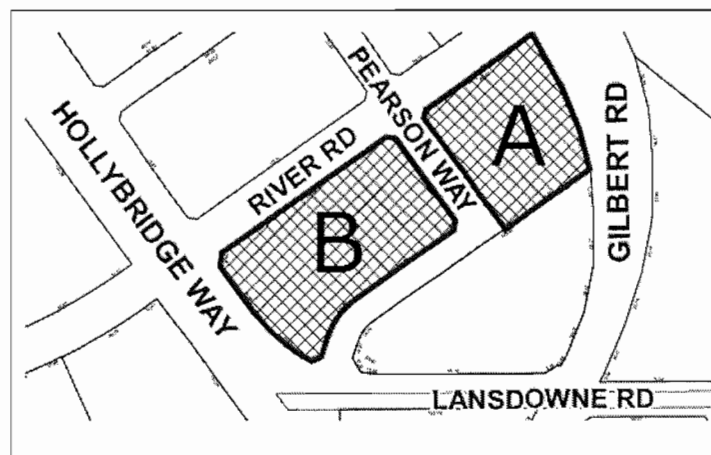 PEARSON WAY
A
HOLLYBRIDGE WAY
RIVER RD
GILBERT RD
B
LANSDOWNE RD